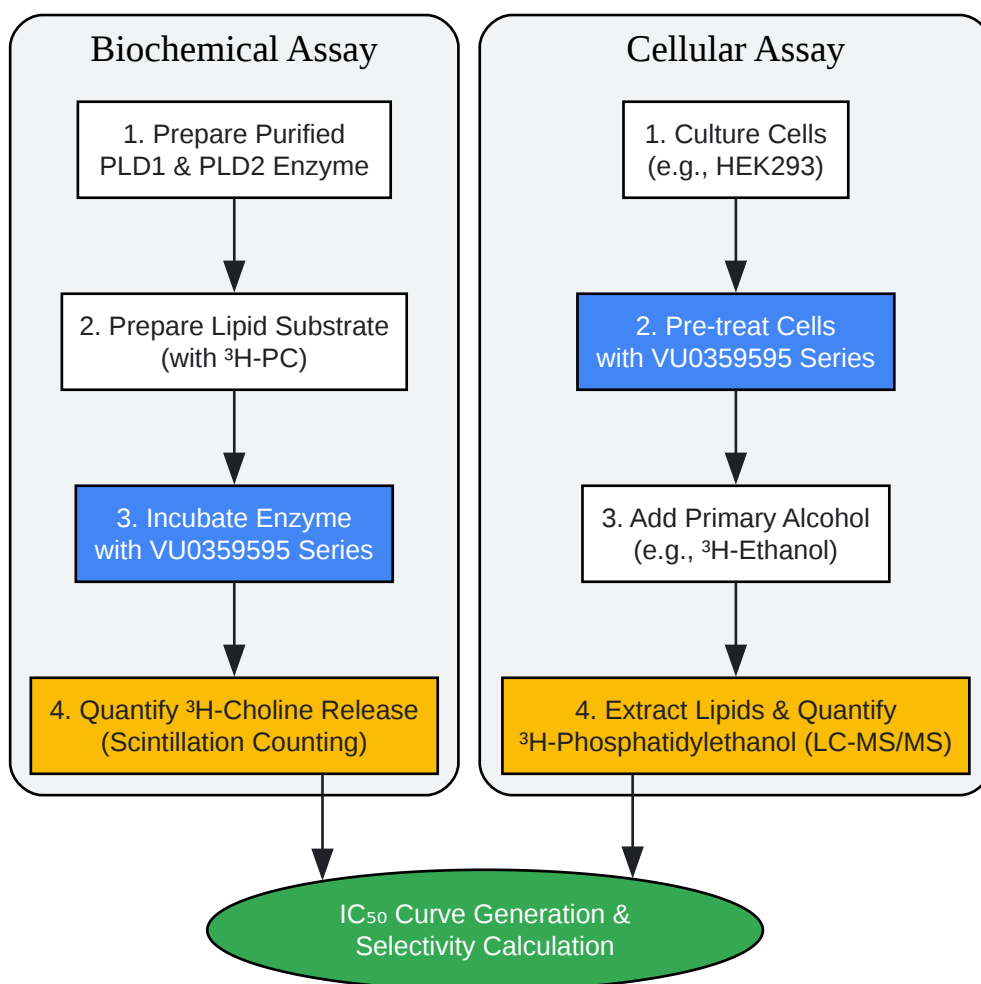 Biochemical Assay
1. Prepare Purified
PLD1 & PLD2 Enzyme
2. Prepare Lipid Substrate
(with ³H-PC)
3. Incubate Enzyme
with VU0359595 Series
4. Quantify ³H-Choline Release
(Scintillation Counting)
Cellular Assay
1. Culture Cells
(e.g., HEK293)
2. Pre-treat Cells
with VU0359595 Series
3. Add Primary Alcohol
(e.g., ³H-Ethanol)
4. Extract Lipids & Quantify
³H-Phosphatidylethanol (LC-MS/MS)
IC₅₀ Curve Generation &
Selectivity Calculation